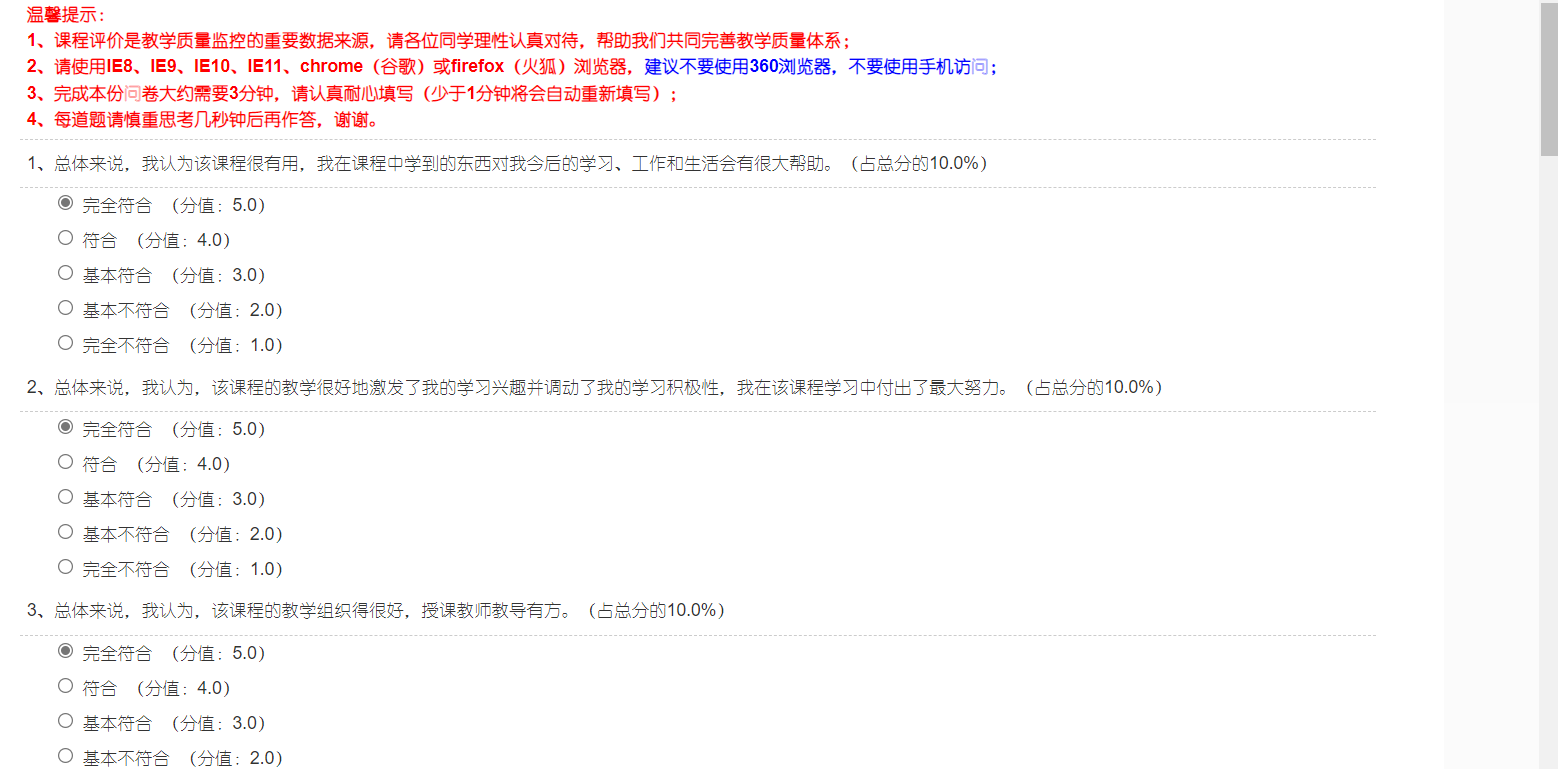 温馨提示：
1、课程评价是教学质量监控的重要数据来源，请各位同学理性认真对待，帮助我们共同完善教学质量体系；
2、请使用IE8、IE9、IE10、IE11、chrome（谷歌）或firefox（火狐）浏览器，建议不要使用360浏览器，不要使用手机访问；
3、完成本份问卷大约需要3分钟，请认真耐心填写（少于1分钟将会自动重新填写）；
4、每道题请慎重思考几秒钟后再作答，谢谢。
1、总体来说，我认为该课程很有用，我在课程中学到的东西对我今后的学习、工作和生活会有很大帮助。（占总分的10.0%）
完全符合 （分值：5.0）
符合 （分值：4.0）
基本符合 （分值：3.0）
基本不符合 （分值：2.0）
完全不符合 （分值：1.0）
2、总体来说，我认为，该课程的教学很好地激发了我的学习兴趣并调动了我的学习积极性，我在该课程学习中付出了最大努力。（占总分的10.0%）
完全符合 （分值：5.0）
符合 （分值：4.0）
基本符合 （分值：3.0）
基本不符合 （分值：2.0）
完全不符合 （分值：1.0）
3、总体来说，我认为，该课程的教学组织得很好，授课教师教导有方。（占总分的10.0%）
完全符合 （分值：5.0）
符合 （分值：4.0）
基本符合 （分值：3.0）
基本不符合 （分值：2.0）